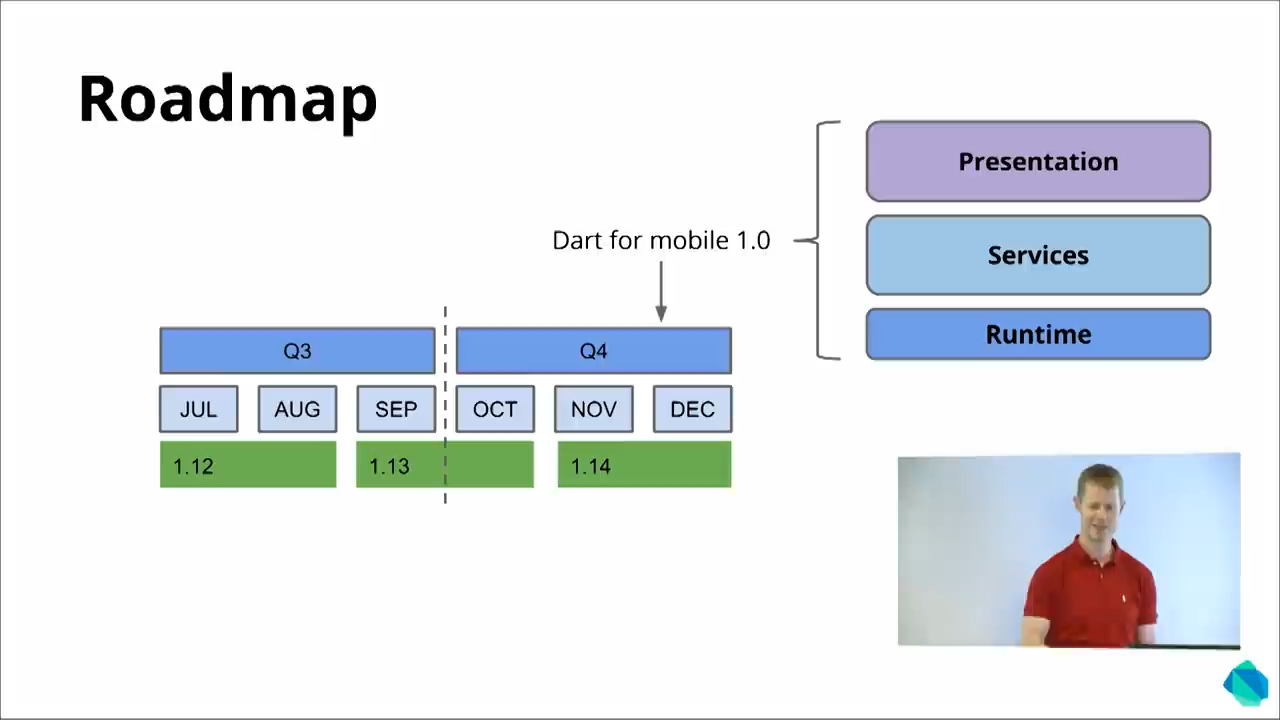 Roadmap
Presentation
Dart for mobile 1.0
Services
Runtime
Q3 Q4
JUL AUG SEP OCT NOV DEC
1.12 1.13 1.14